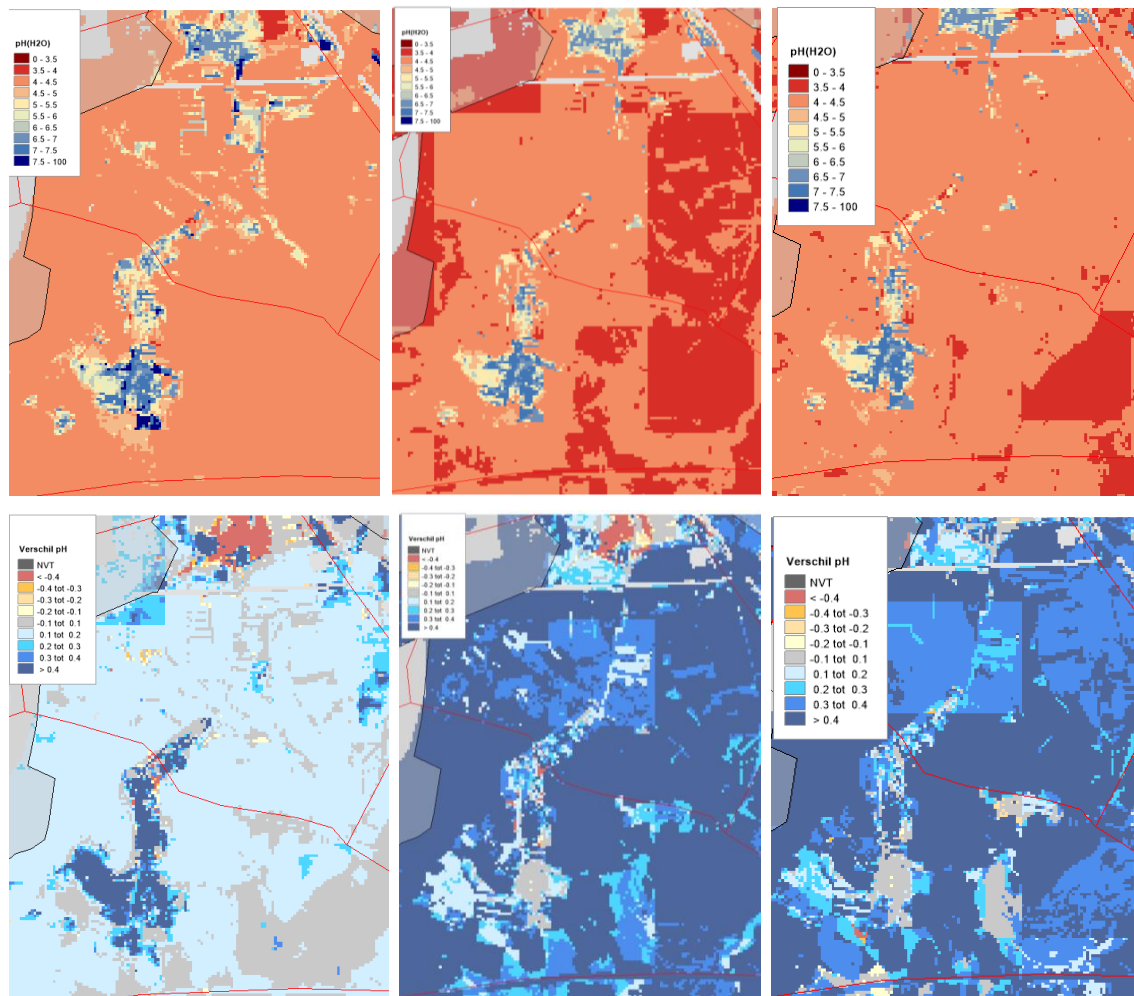 pH(H2O)
0 - 3.5
3.5 - 4
4 - 4.5
4.5 - 5
5 - 5.5
5.5 - 6
6 - 6.5
6.5 - 7
7 - 7.5
7.5 - 100
pH(H2O)
0 - 3.5
3.5 - 4
4 - 4.5
4.5 - 5
5 - 5.5
5.5 - 6
6 - 6.5
6.5 - 7
7 - 7.5
7.5 - 100
pH(H2O)
0 - 3.5
3.5 - 4
4 - 4.5
4.5 - 5
5 - 5.5
5.5 - 6
6 - 6.5
6.5 - 7
7 - 7.5
7.5 - 100
Verschil pH
NVT
< -0.4
-0.4 tot -0.3
-0.3 tot -0.2
-0.2 tot -0.1
-0.1 tot 0.1
0.1 tot 0.2
0.2 tot 0.3
0.3 tot 0.4
> 0.4
Verschil pH
NVT
< -0.4
-0.4 tot -0.3
-0.3 tot -0.2
-0.2 tot -0.1
-0.1 tot 0.1
0.1 tot 0.2
0.2 tot 0.3
0.3 tot 0.4
> 0.4
Verschil pH
NVT
< -0.4
-0.4 tot -0.3
-0.3 tot -0.2
-0.2 tot -0.1
-0.1 tot 0.1
0.1 tot 0.2
0.2 tot 0.3
0.3 tot 0.4
> 0.4